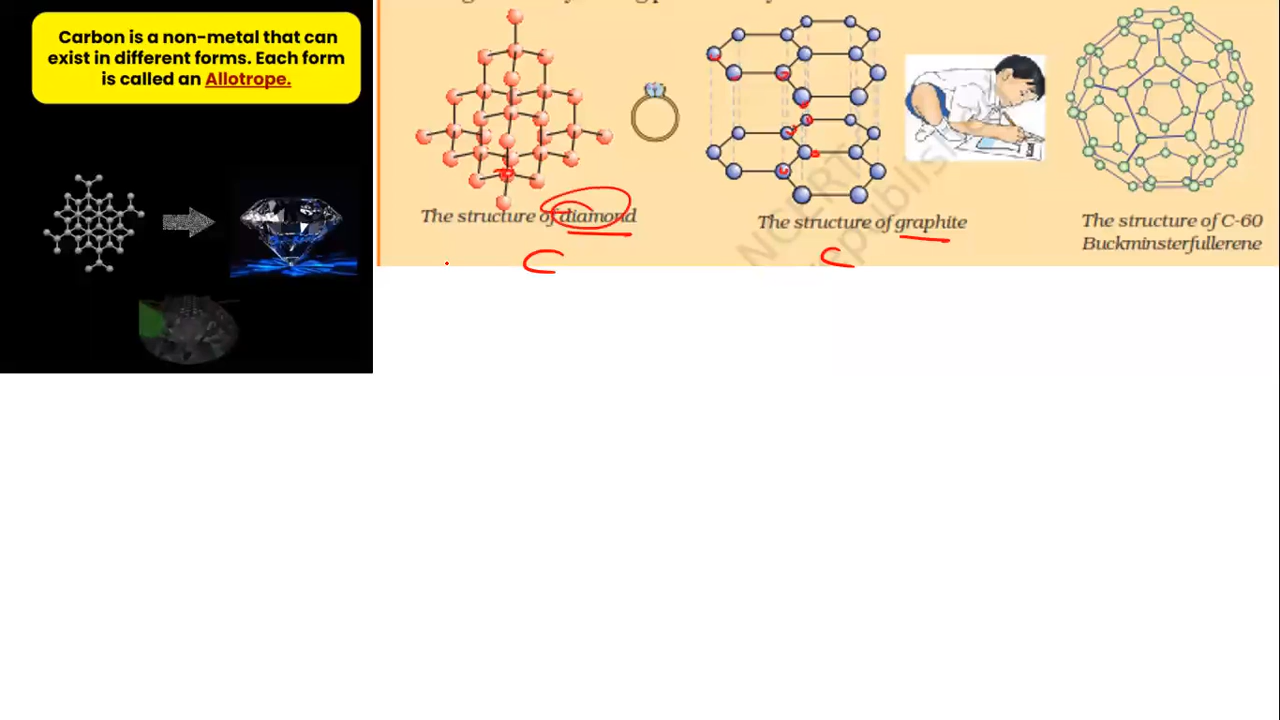 Carbon is a non-metal that can
exist in different forms. Each form
is called an Allotrope.
The structure of diamond
The structure of graphite
The structure of C-60
Buckminsterfullerene
C
C